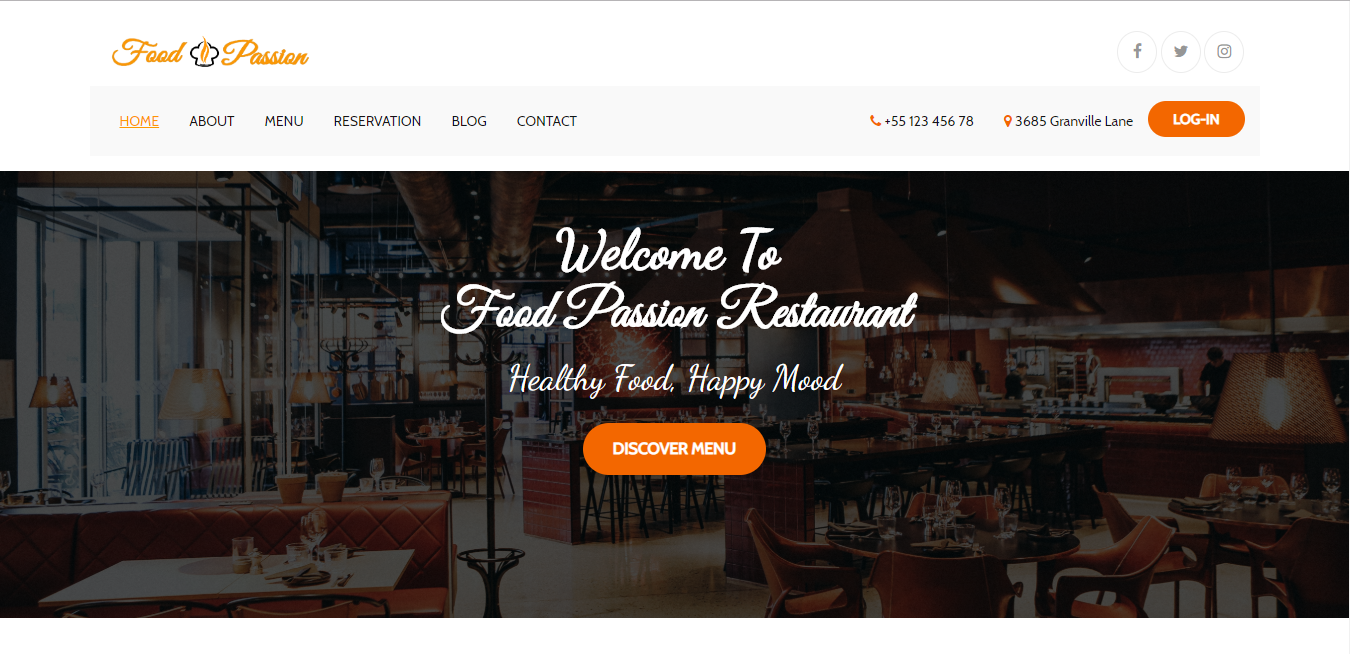 Food Passion
HOME ABOUT MENU RESERVATION BLOG CONTACT +55 123 456 78 3685 Granville Lane LOG-IN
Welcome To
Food Passion Restaurant
Healthy Food, Happy Mood
DISCOVER MENU